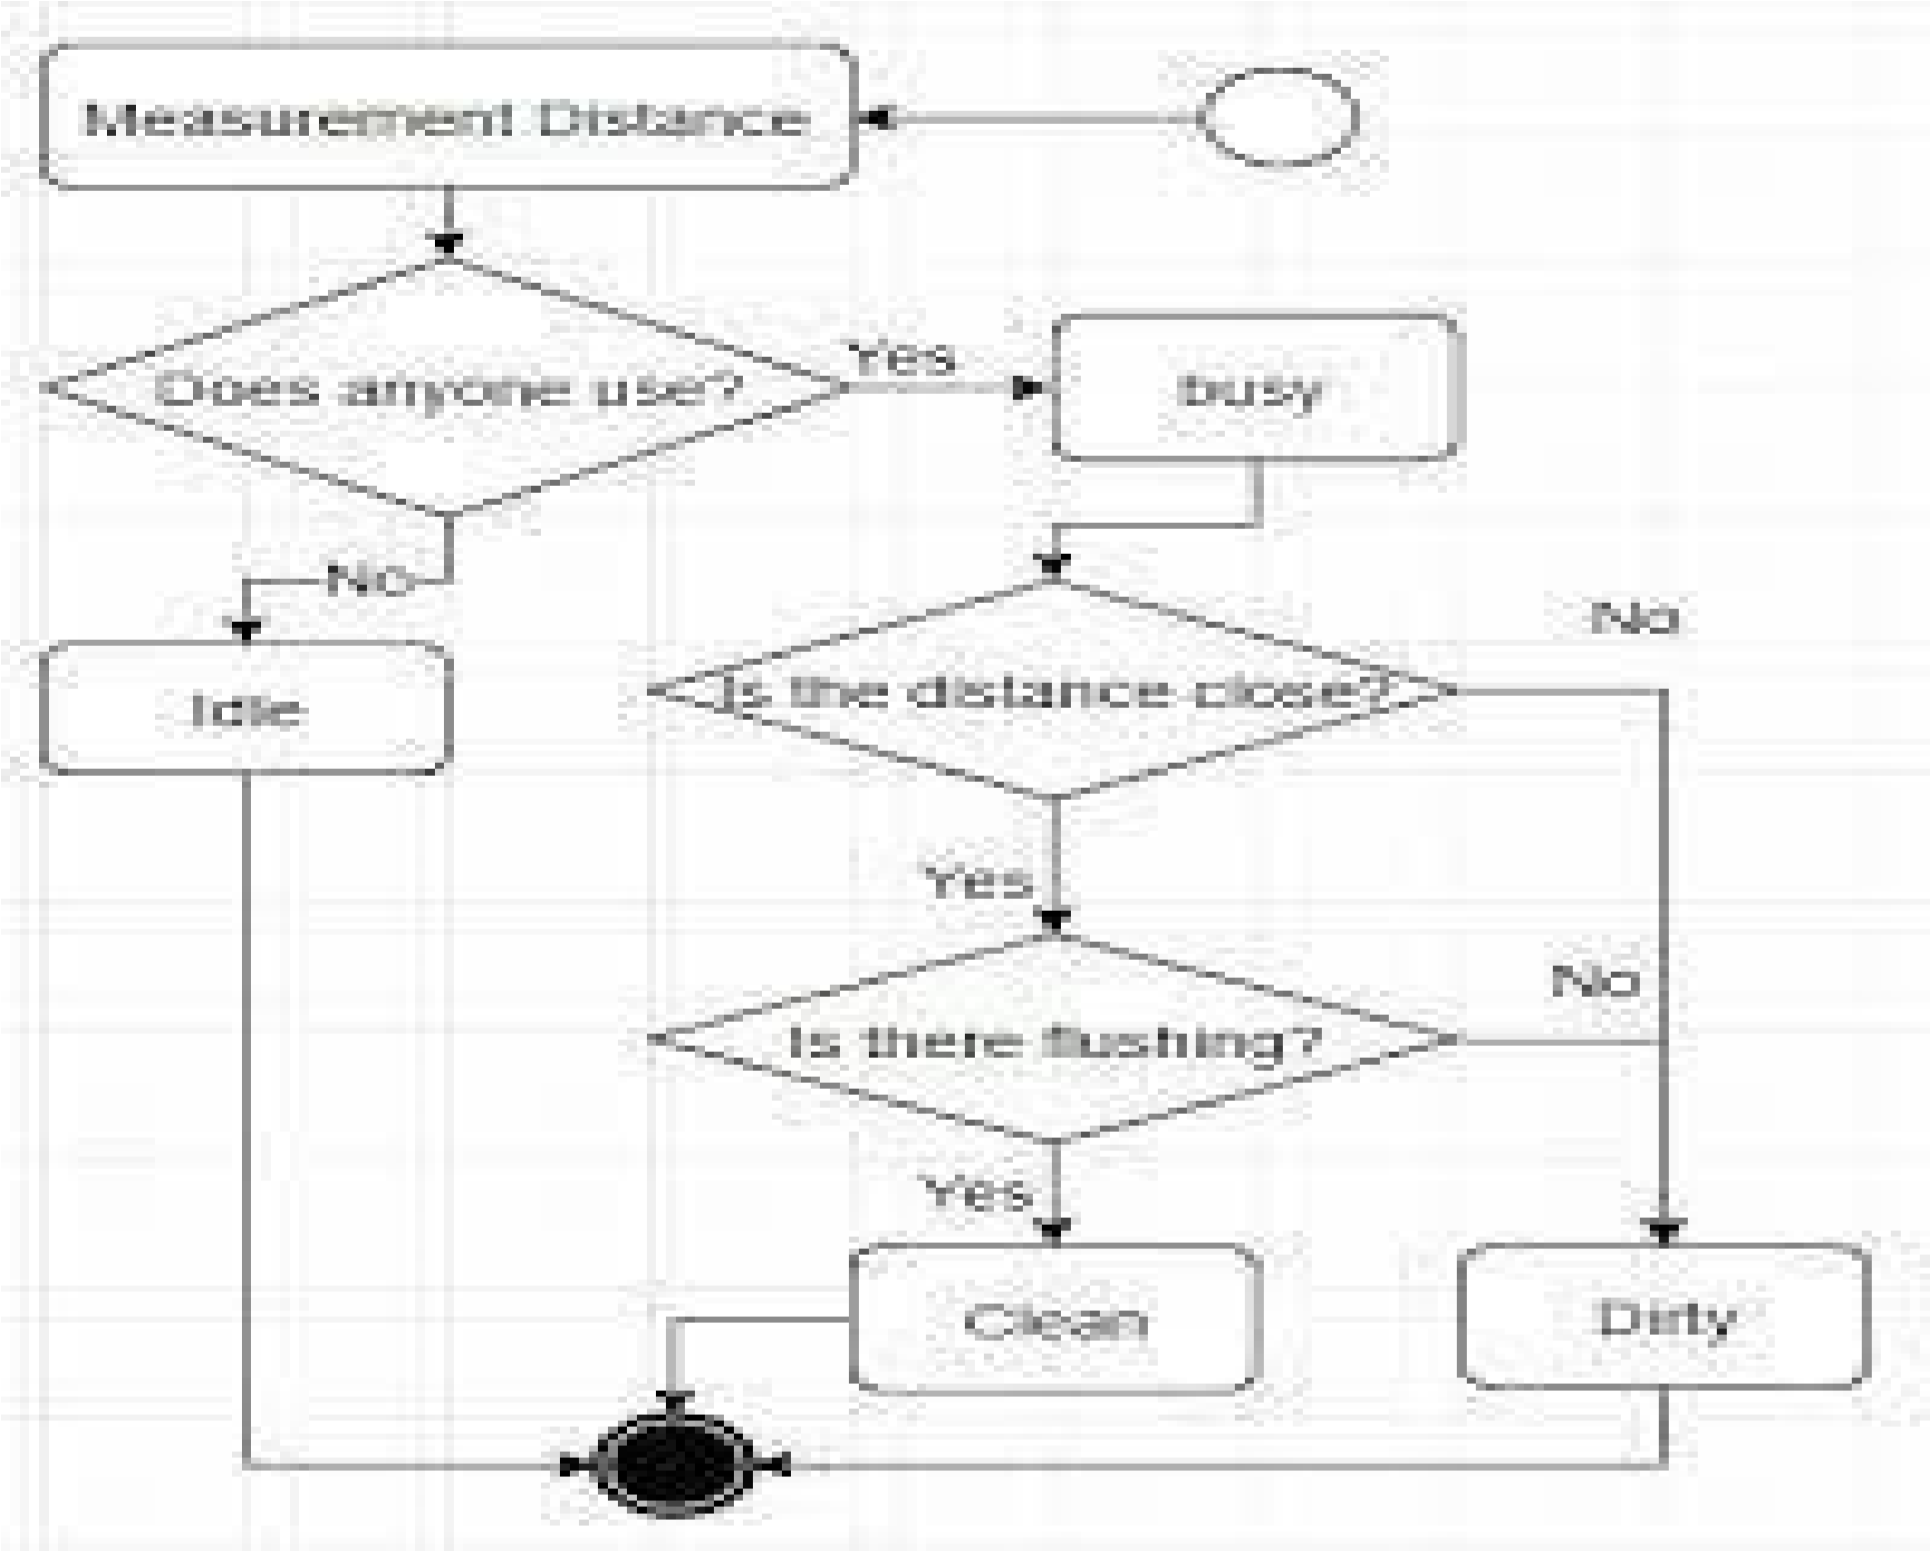 Measurement Distance
Does anyone use?
Yes
busy
No
Idle
Is the distance close?
No
Yes
Is there flushing?
No
Yes
Clean
Dirty